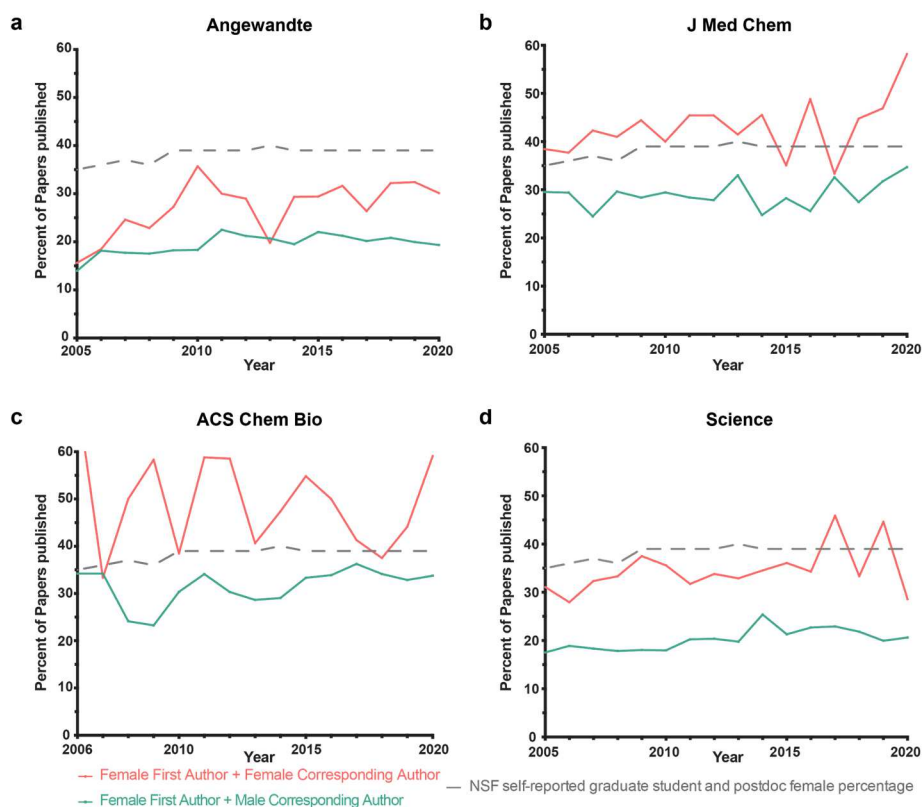 a
Angewandte
Percent of Papers published
60
50
40
30
20
10
0
2005
2010
2015
2020
Year
b
J Med Chem
Percent of Papers published
60
50
40
30
20
10
0
2005
2010
2015
2020
Year
c
ACS Chem Bio
Percent of Papers published
60
50
40
30
20
10
0
2006
2010
2015
2020
Year
d
Science
Percent of Papers published
60
50
40
30
20
10
0
2005
2010
2015
2020
Year
Female First Author + Female Corresponding Author
Female First Author + Male Corresponding Author
NSF self-reported graduate student and postdoc female percentage